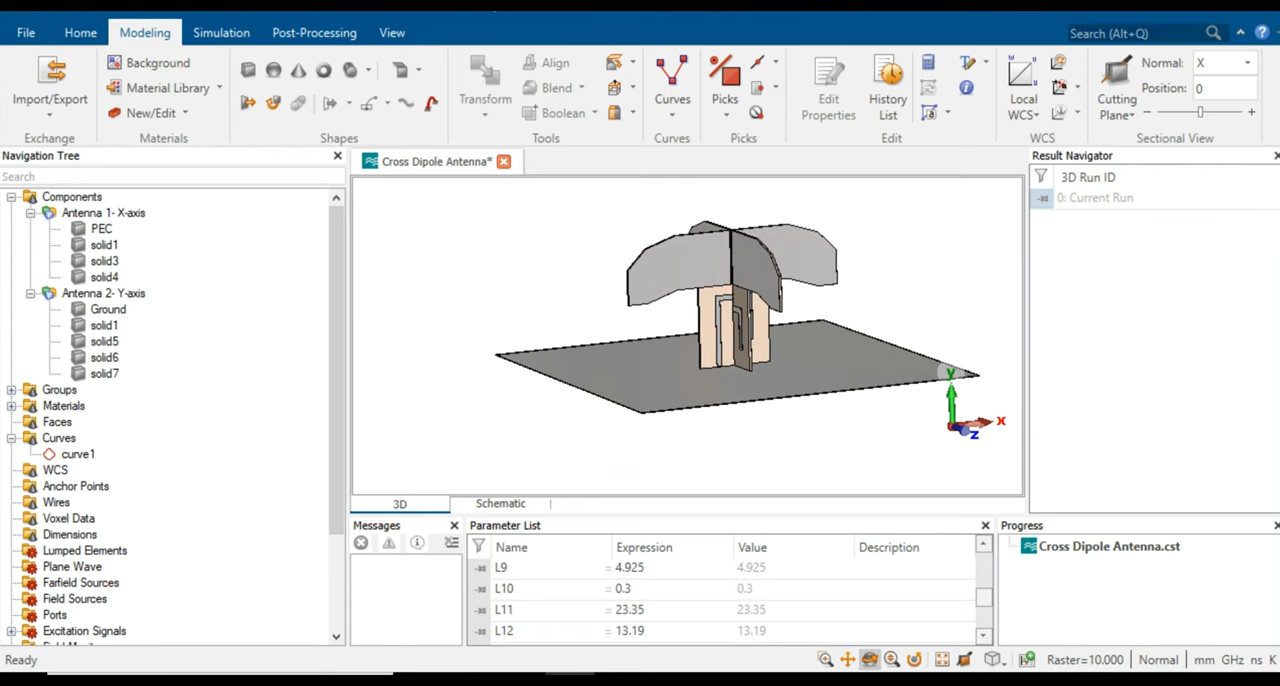 File Home Modeling Simulation Post-Processing View Search (Alt+Q)
Import/Export
Exchange
Background
Material Library
New/Edit
Materials
Shapes
Transform
Align
Blend
Boolean
Tools
Curves
Curves
Picks
Picks
Edit
Properties
History
List
Edit
Local
WCS
WCS
Cutting
Plane
Normal: X
Position: 0
Sectional View
Navigation Tree
Search
Components
Antenna 1- X-axis
PEC
solid1
solid3
solid4
Antenna 2- Y-axis
Ground
solid1
solid5
solid6
solid7
Groups
Materials
Faces
Curves
curve1
WCS
Anchor Points
Wires
Voxel Data
Dimensions
Lumped Elements
Plane Wave
Farfield Sources
Field Sources
Ports
Excitation Signals
Cross Dipole Antenna*
y
x
z
3D Schematic
Result Navigator
3D Run ID
0: Current Run
Messages
Parameter List
Name Expression Value Description
L9 = 4.925 4.925
L10 = 0.3 0.3
L11 = 23.35 23.35
L12 = 13.19 13.19
Progress
Cross Dipole Antenna.cst
Ready Raster=10.000 Normal mm GHz ns K